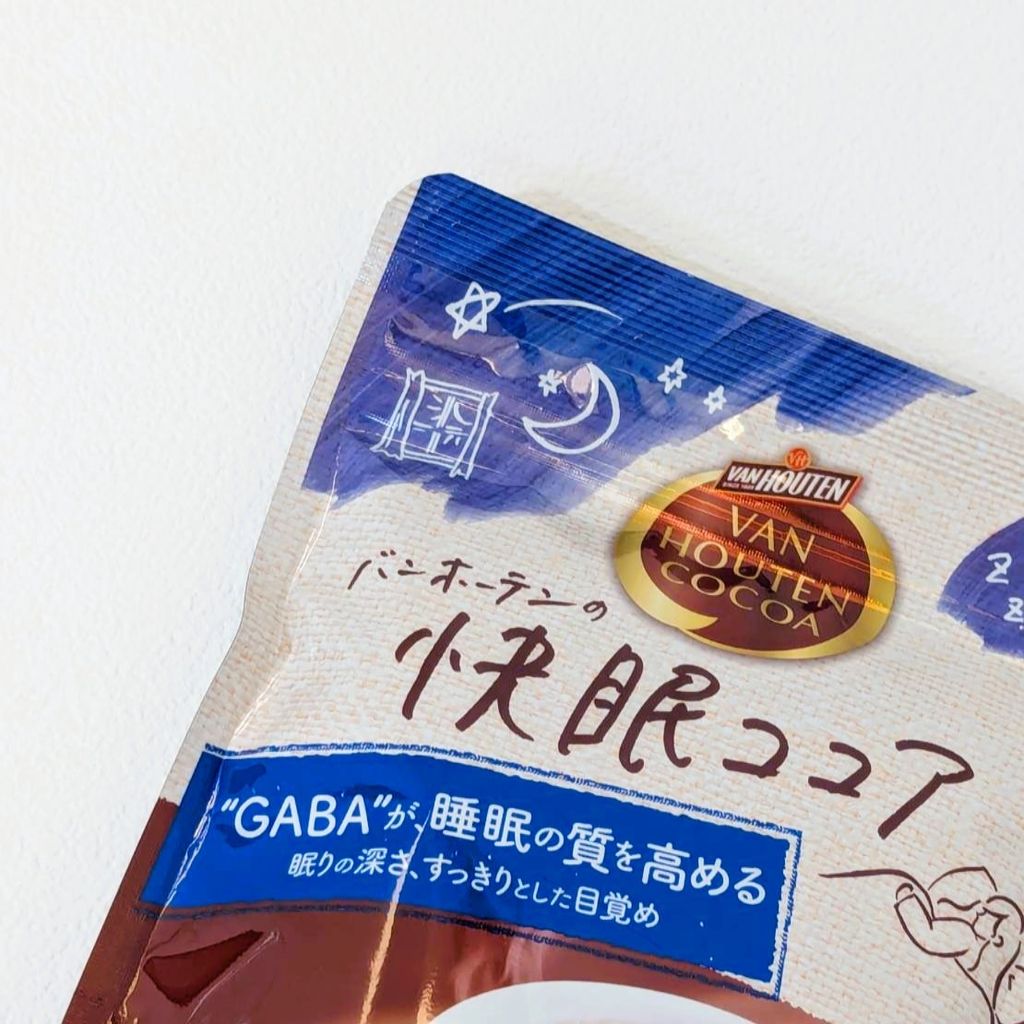 VAN HOUTEN
VAN
HOUTEN
COCOA
Z
Z
バンホーテンの
快眠ココア
“GABA”が、睡眠の質を高める
眠りの深さ、すっきりとした目覚め